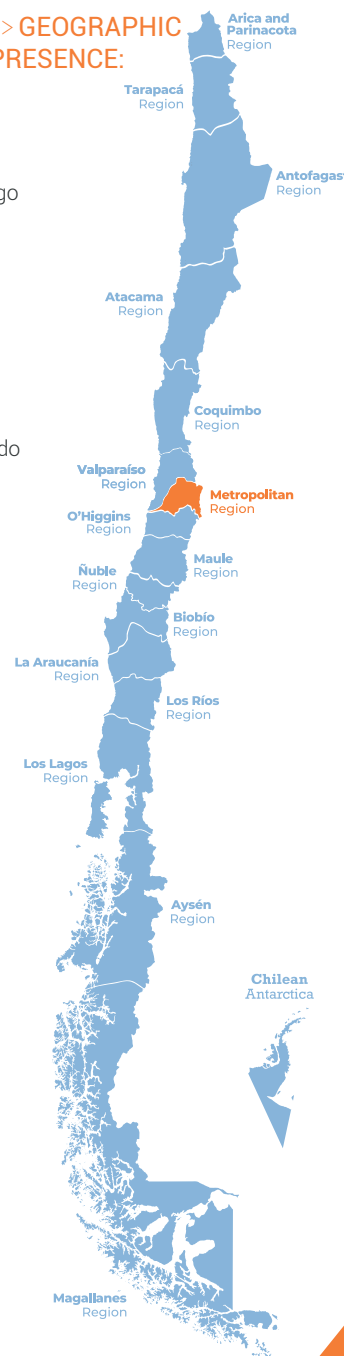 > GEOGRAPHIC
PRESENCE:
Arica and
Parinacota
Region
Tarapacá
Region
Antofagast
Region
go
Atacama
Region
Coquimbo
Region
do
Valparaíso
Region
Metropolitan
Region
O'Higgins
Region
Maule
Region
Ñuble
Region
Biobío
Region
La Araucanía
Region
Los Ríos
Region
Los Lagos
Region
Aysén
Region
Chilean
Antarctica
Magallanes
Region